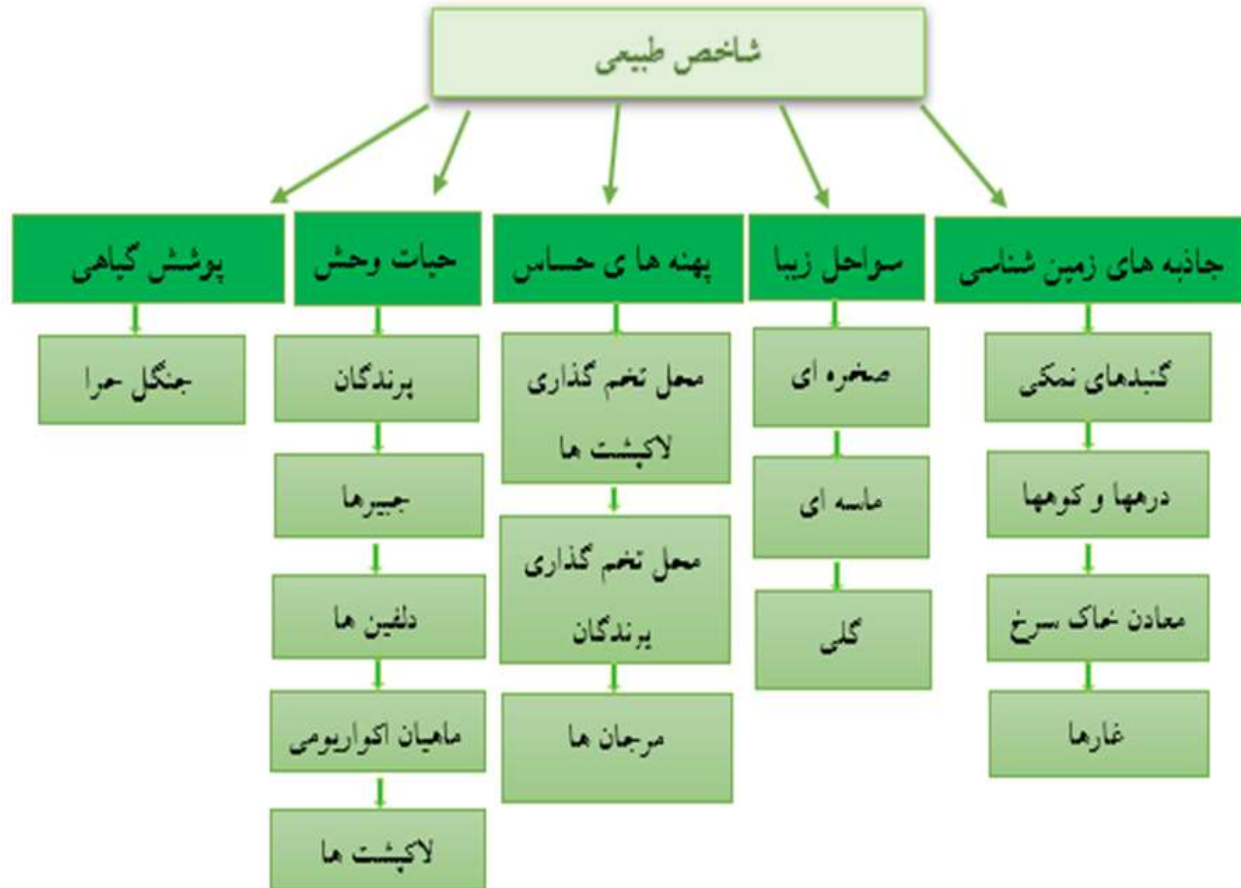 شاخص طبیعی
جاذبه های زمین شناسی
گنبدهای نمکی
درهها و کوهها
معادن خاک سرخ
غارها
سواحل زیبا
صخره ای
ماسه ای
گلی
پهنه ها ی حساس
محل تخم گذاری
لاکپشت ها
محل تخم گذاری
پرندگان
مرجان ها
حیات وحش
پرندگان
جبیرها
دلفین ها
ماهیان اکواریومی
لاکپشت ها
پوشش گیاهی
جنگل حرا